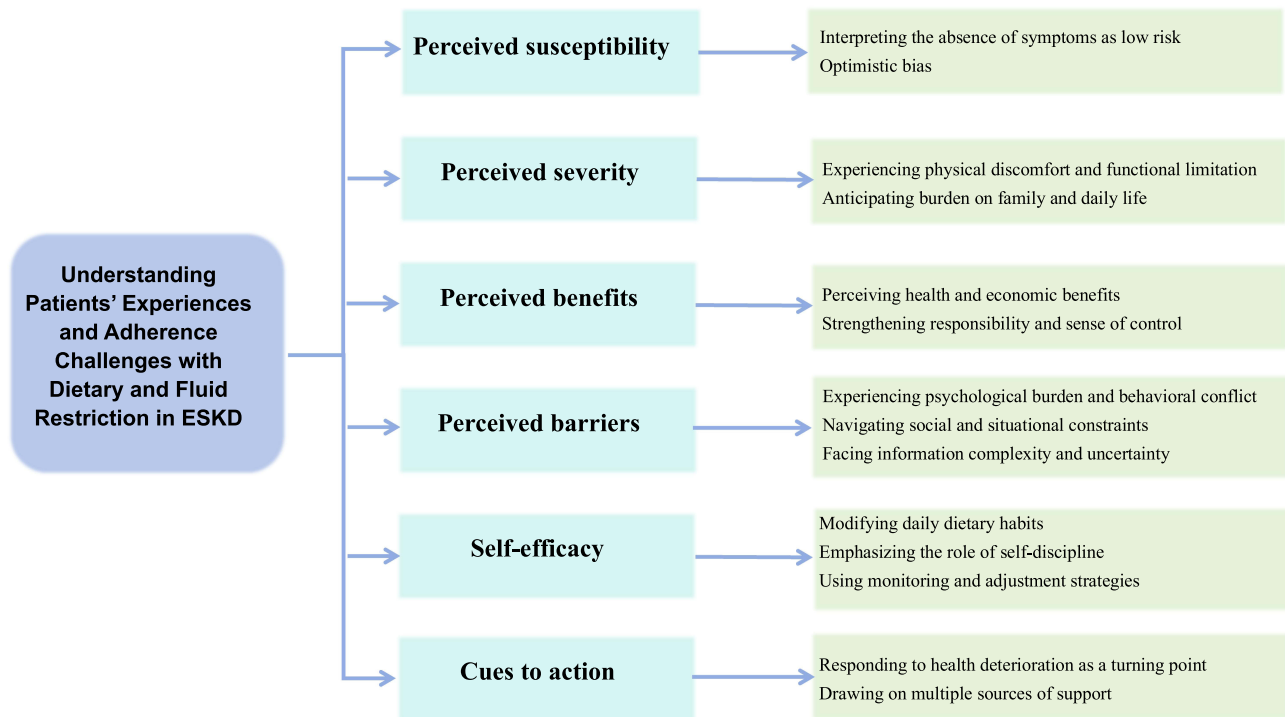 Understanding
Patients’ Experiences
and Adherence
Challenges with
Dietary and Fluid
Restriction in ESKD
Perceived susceptibility
Interpreting the absence of symptoms as low risk
Optimistic bias
Perceived severity
Experiencing physical discomfort and functional limitation
Anticipating burden on family and daily life
Perceived benefits
Perceiving health and economic benefits
Strengthening responsibility and sense of control
Perceived barriers
Experiencing psychological burden and behavioral conflict
Navigating social and situational constraints
Facing information complexity and uncertainty
Self-efficacy
Modifying daily dietary habits
Emphasizing the role of self-discipline
Using monitoring and adjustment strategies
Cues to action
Responding to health deterioration as a turning point
Drawing on multiple sources of support